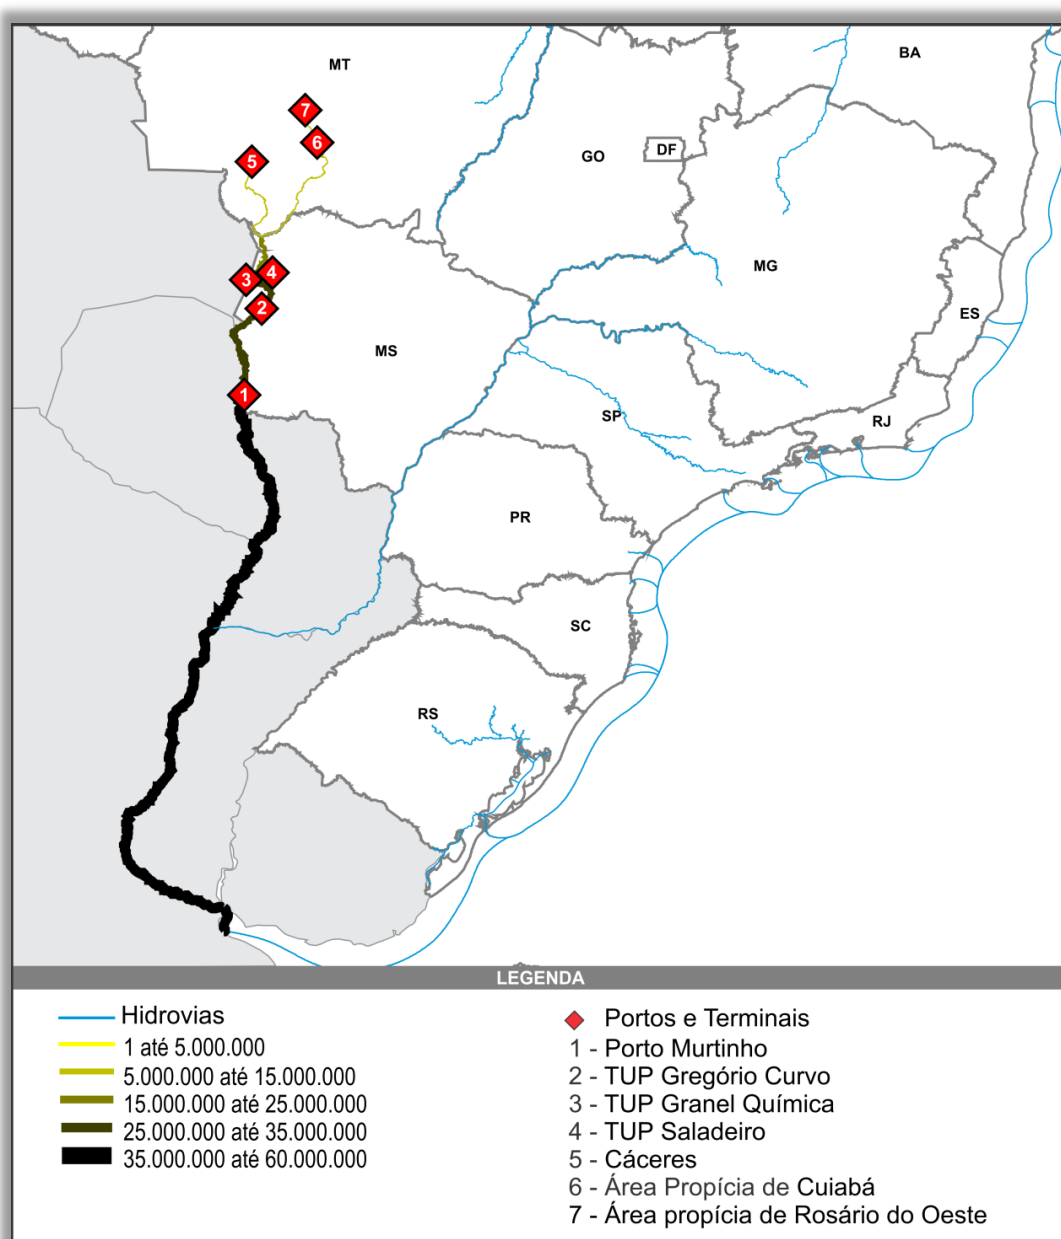 MT
BA
7
6
5
GO
DF
MG
4
3
2
ES
MS
1
SP
RJ
PR
SC
RS
LEGENDA
Hidrovias
1 até 5.000.000
5.000.000 até 15.000.000
15.000.000 até 25.000.000
25.000.000 até 35.000.000
35.000.000 até 60.000.000
Portos e Terminais
1 - Porto Murtinho
2 - TUP Gregório Curvo
3 - TUP Granel Química
4 - TUP Saladeiro
5 - Cáceres
6 - Área Propícia de Cuiabá
7 - Área propícia de Rosário do Oeste